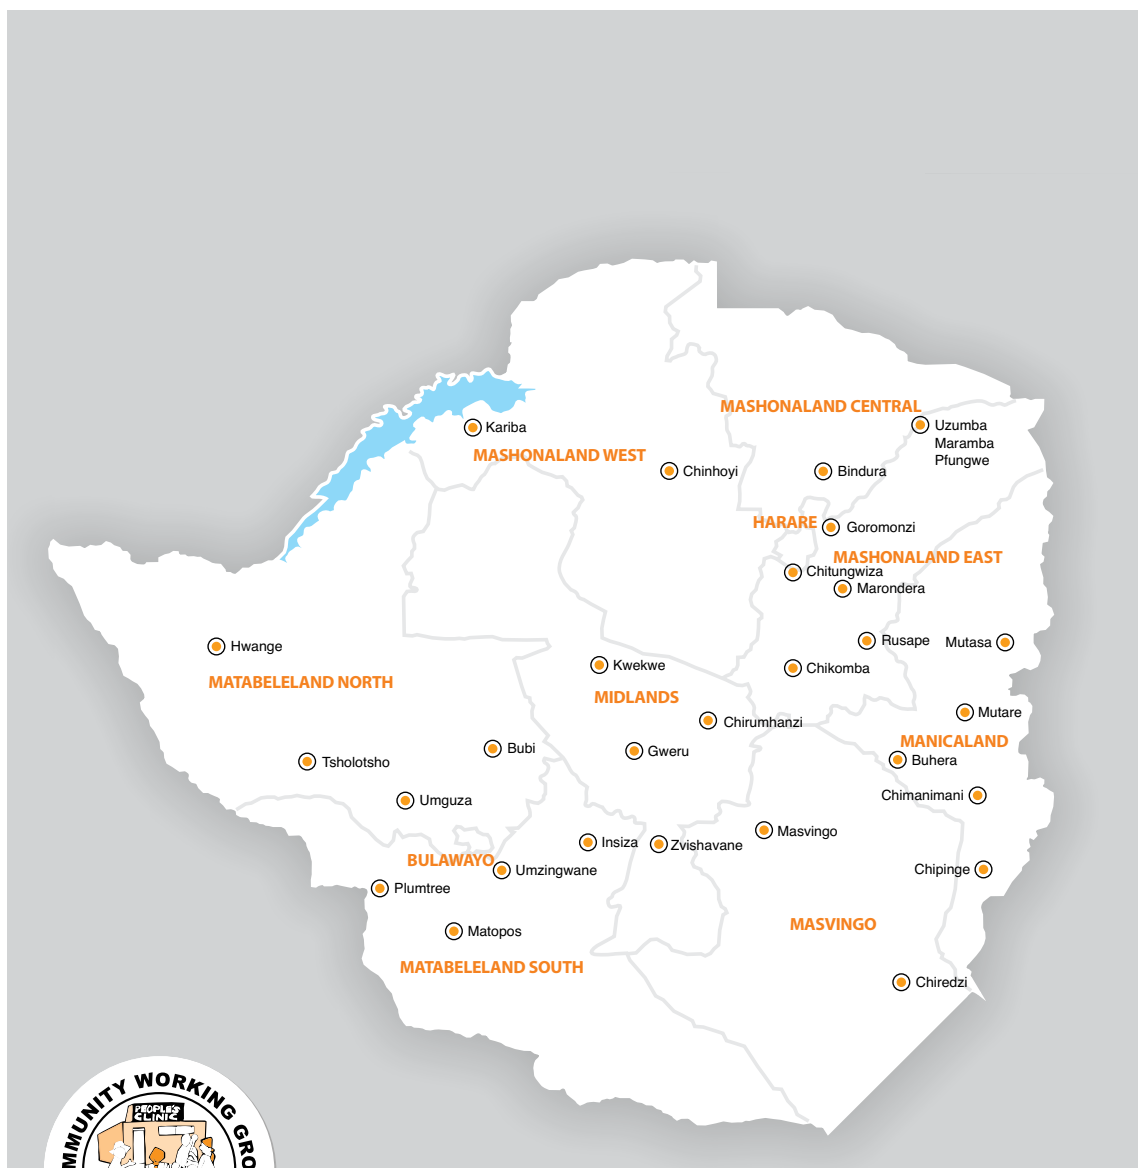 MASHONALAND CENTRAL
Uzumba
Maramba
Pfungwe
Kariba
MASHONALAND WEST
Chinhoyi
Bindura
HARARE
Goromonzi
MASHONALAND EAST
Chitungwiza
Marondera
Hwange
Rusape
Mutasa
Kwekwe
Chikomba
MATABELELAND NORTH
MIDLANDS
Chirumhanzi
Mutare
MANICALAND
Bubi
Gweru
Tsholotsho
Buhera
Umguza
Chimanimani
Masvingo
Insiza
Zvishavane
BULAWAYO
Umzingwane
Chipinge
Plumtree
MASVINGO
Matopos
MATABELELAND SOUTH
Chiredzi
MMUNITY WORKING GRO
PEOPLE'S
CLINIC